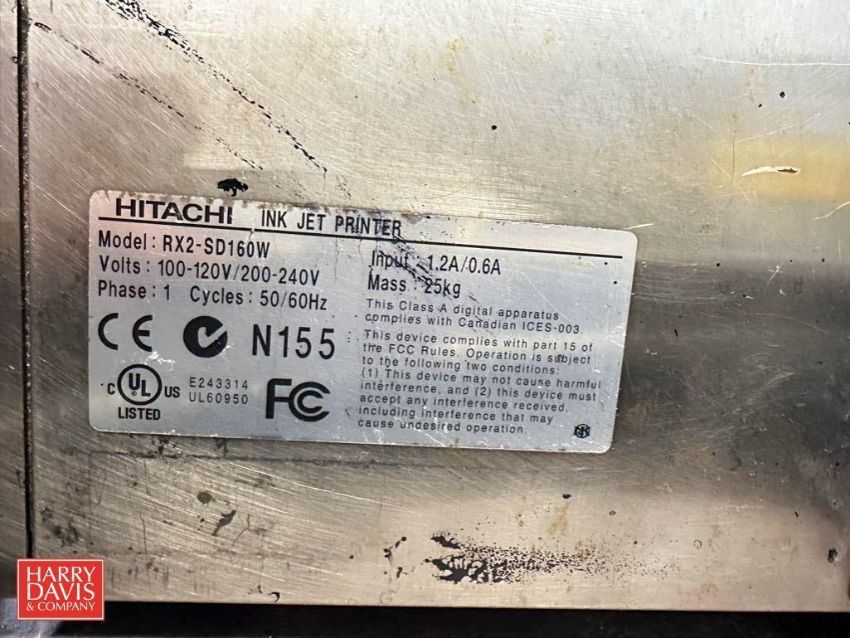 HITACHI INK JET PRINTER
Model: RX2-SD160W
Volts: 100-120V/200-240V
Phase: 1 Cycles: 50/60Hz
Input: 1.2A/0.6A
Mass: 25kg
This Class A digital apparatus
complies with Canadian ICES-003.
This device complies with part 15 of
the FCC Rules. Operation is subject
to the following two conditions:
(1) This device may not cause harmful
interference, and (2) this device must
accept any interference received,
including interference that may
cause undesired operation.
CE N155
C UL US
LISTED
E243314
UL60950
FC
HARRY
DAVIS
& COMPANY